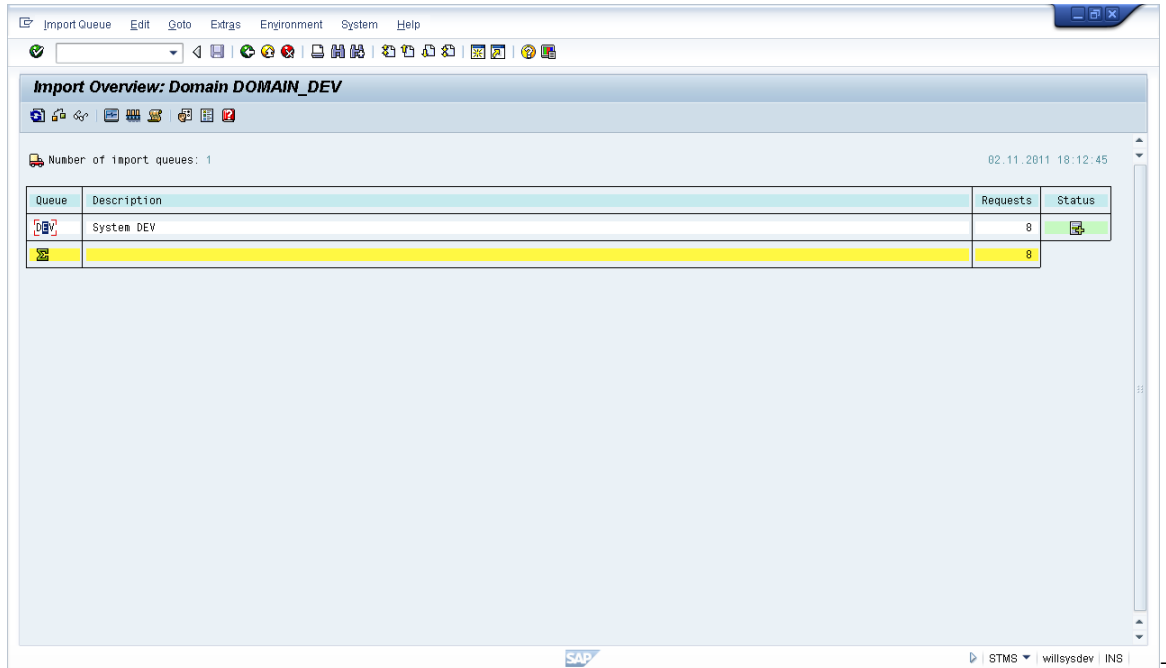 Import Queue Edit Goto Extras Environment System Help
Import Overview: Domain DOMAIN_DEV
Number of import queues: 1 02.11.2011 18:12:45
Queue Description Requests Status
DEV System DEV 8
Σ 8
SAP STMS willsysdev INS